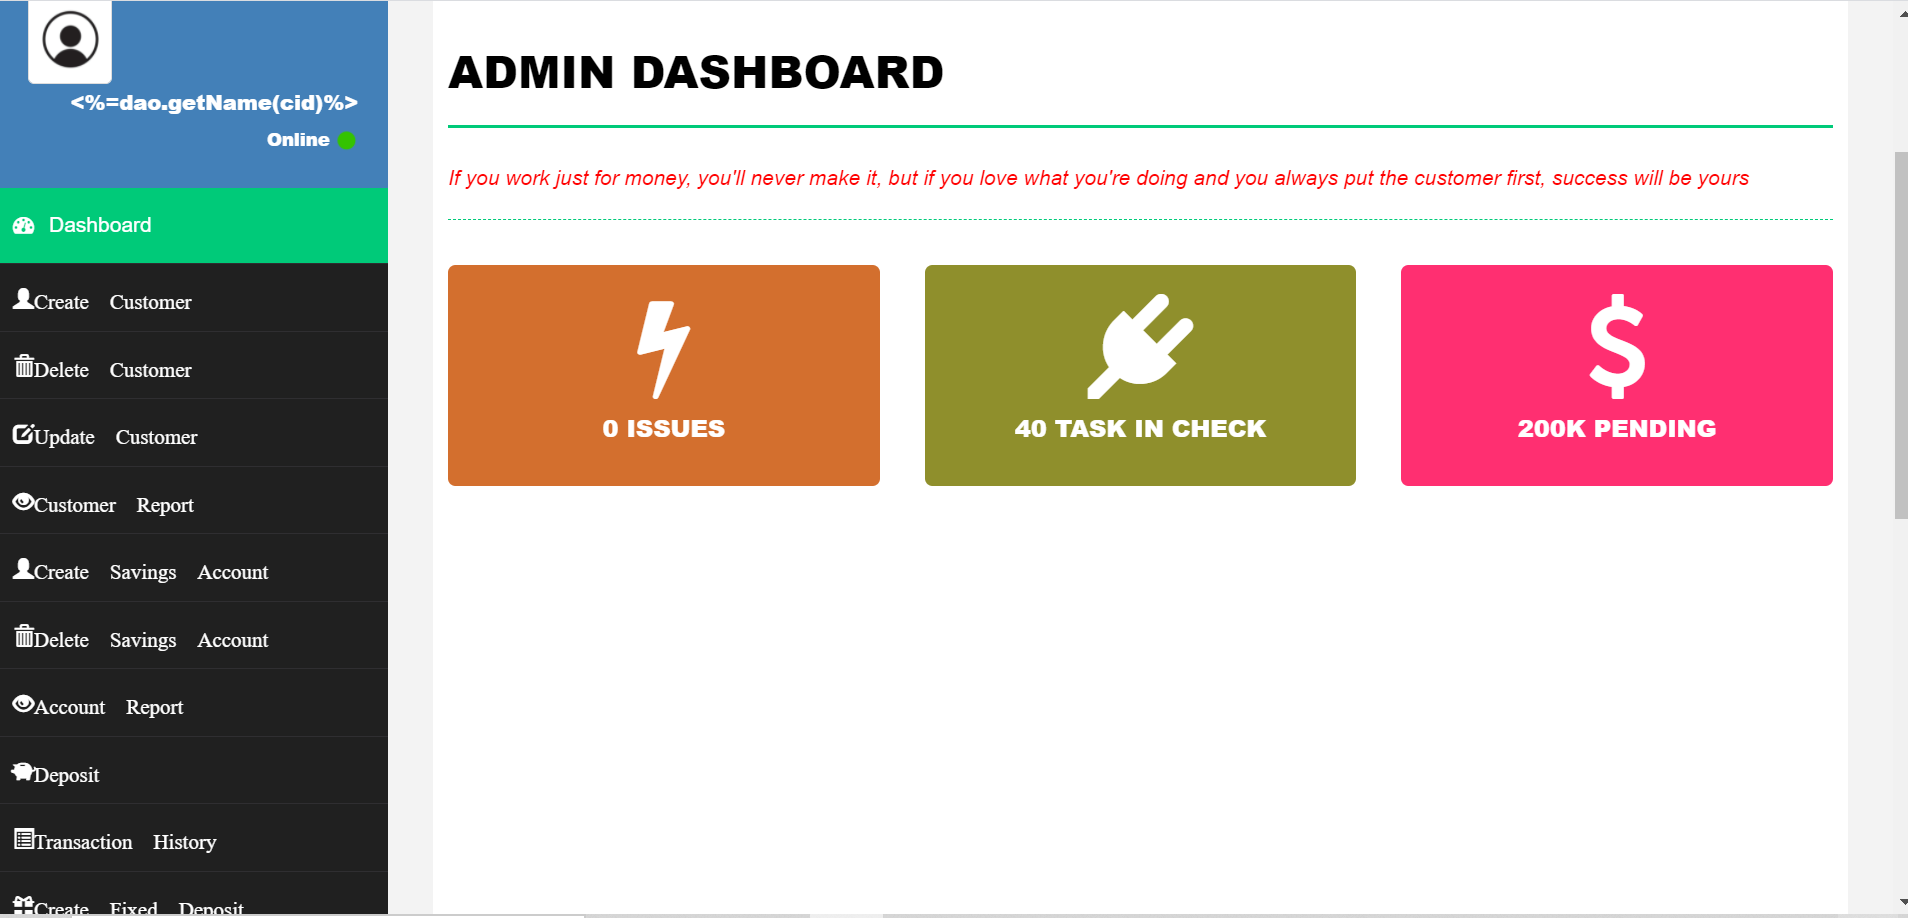 <%=dao.getName(cid)%>
Online
Dashboard
Create Customer
Delete Customer
Update Customer
Customer Report
Create Savings Account
Delete Savings Account
Account Report
Deposit
Transaction History
Create Fixed Deposit
ADMIN DASHBOARD
If you work just for money, you'll never make it, but if you love what you're doing and you always put the customer first, success will be yours
0 ISSUES
40 TASK IN CHECK
200K PENDING